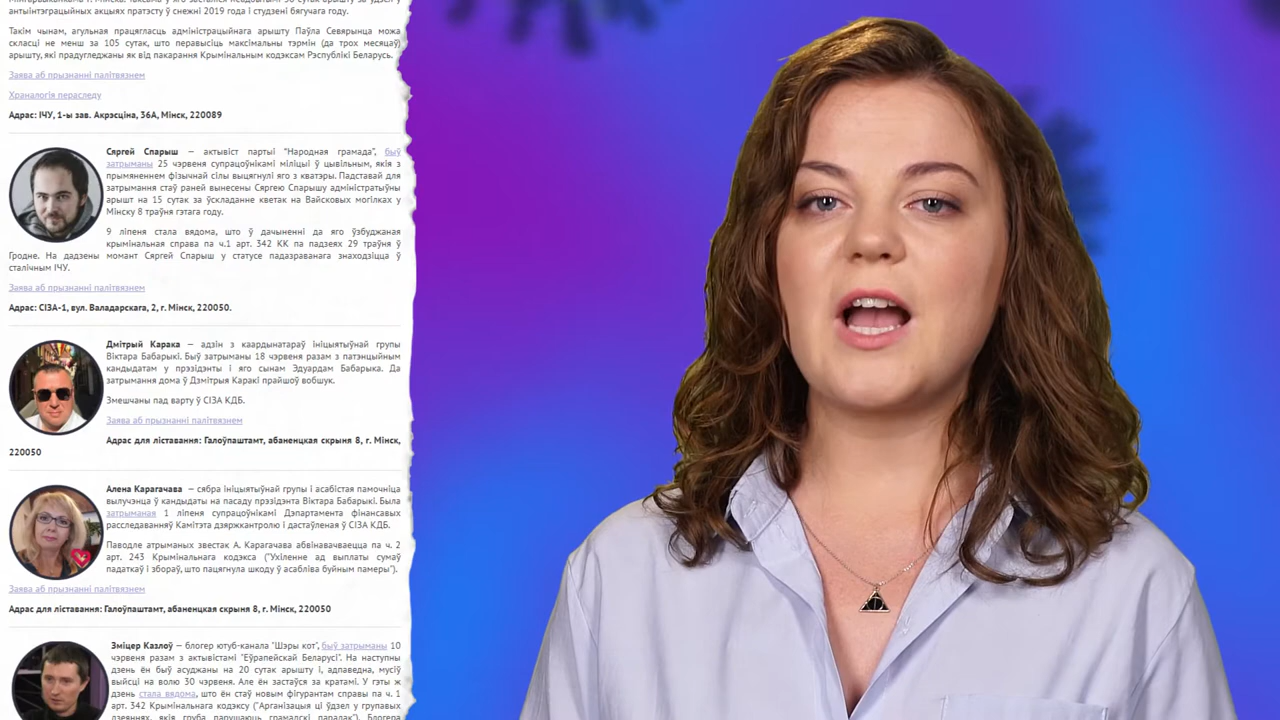 антыінтэграцыйных акцыях пратэсту ў снежні 2019 года і студзені бягучага году.
Такім чынам, агульная працягласць адміністрацыйнага арышту Паўла Севярынца можа
скласці не менш за 105 сутак, што перавысіць максімальны тэрмін (да трох месяцаў)
арышту, які прадугледжаны як від пакарання Крымінальным кодэксам Рэспублікі Беларусь.
Заява аб прызнанні палітвязнем
Храналогія пераследу
Адрас: ІЧУ, 1-ы зав. Акрэсціна, 36А, Мінск, 220089
Сяргей Спарыш — актывіст партыі "Народная грамада", быў
затрыманы 25 чэрвеня супрацоўнікамі міліцыі ў цывільным, якія з
прымяненнем фізічнай сілы выцягнулі яго з кватэры. Падставай для
затрымання стаў раней вынесены Сяргею Спарышу адміністратыўны
арышт на 15 сутак за ўскладанне кветак на Вайсковых могілках у
Мінску 8 траўня гэтага году.
9 ліпеня стала вядома, што ў дачыненні да яго ўзбуджаная
крымінальная справа па ч.1 арт. 342 КК па падзеях 29 траўня ў
Гродне. На дадзены момант Сяргей Спарыш у статусе падазраванага знаходзіцца ў
сталічным ІЧУ.
Заява аб прызнанні палітвязнем
Адрас: СІЗА-1, вул. Валадарскага, 2, г. Мінск, 220050.
Дмітрый Карака — адзін з каардынатараў ініцыятыўнай групы
Віктара Бабарыкі. Быў затрыманы 18 чэрвеня разам з патэнцыйным
кандыдатам у прэзідэнты і яго сынам Эдуардам Бабарыка. Да
затрымання дома ў Дзмітрыя Каракі прайшоў вобшук.
Змешчаны пад варту ў СІЗА КДБ.
Заява аб прызнанні палітвязнем
Адрас для ліставання: Галоўпаштамт, абаненцкая скрыня 8, г. Мінск,
220050
Алена Карагачава — сябра ініцыятыўнай групы і асабістая памочніца
вылучэнца ў кандыдаты на пасаду прэзідэнта Віктара Бабарыкі. Была
затрыманая 1 ліпеня супрацоўнікамі Дэпартамента фінансавых
расследаванняў Камітэта дзяржкантролю і дастаўленая ў СІЗА КДБ.
Паводле атрыманых звестак А. Карагачава абвінавачваецца па ч. 2
арт. 243 Крымінальнага кодэкса ("Ухіленне ад выплаты сумаў
падаткаў і збораў, што пацягнула шкоду ў асабліва буйным памеры").
Заява аб прызнанні палітвязнем
Адрас для ліставання: Галоўпаштамт, абаненцкая скрыня 8, г. Мінск, 220050
Зміцер Казлоў — блогер ютуб-канала "Шэры кот", быў затрыманы 10
чэрвеня разам з актывістамі "Еўрапейскай Беларусі". На наступны
дзень ён быў асуджаны на 20 сутак арышту і, адпаведна, мусіў
выйсці на волю 30 чэрвеня. Але ён застаўся за кратамі. У гэты ж
дзень стала вядома, што ён стаў новым фігурантам справы па ч. 1
арт. 342 Крымінальнага кодэксу ("Арганізацыя ці ўдзел у групавых
дзеяннях, якія груба парушаюць грамадскі парадак"). Блогера